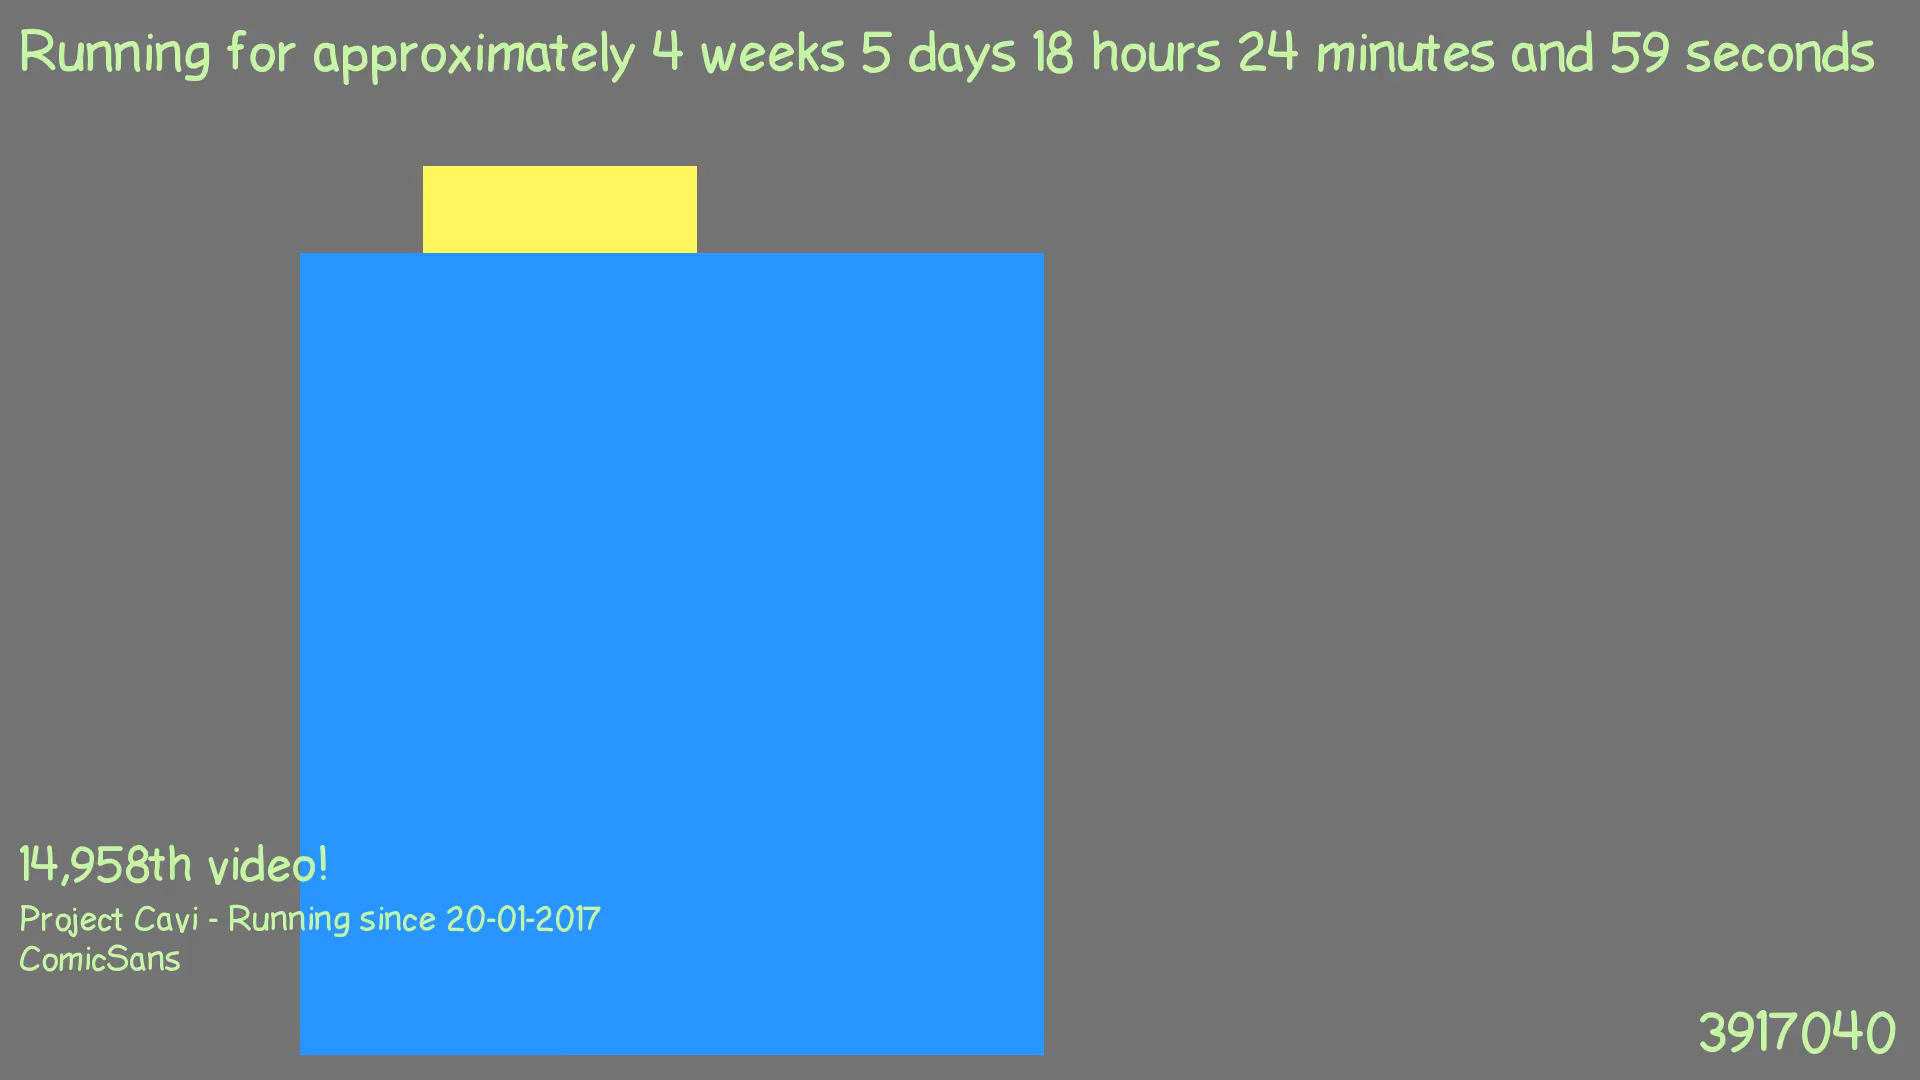 Running for approximately 4 weeks 5 days 18 hours 24 minutes and 59 seconds
14,958th video!
Project Cavi - Running since 20-01-2017
ComicSans
3917040